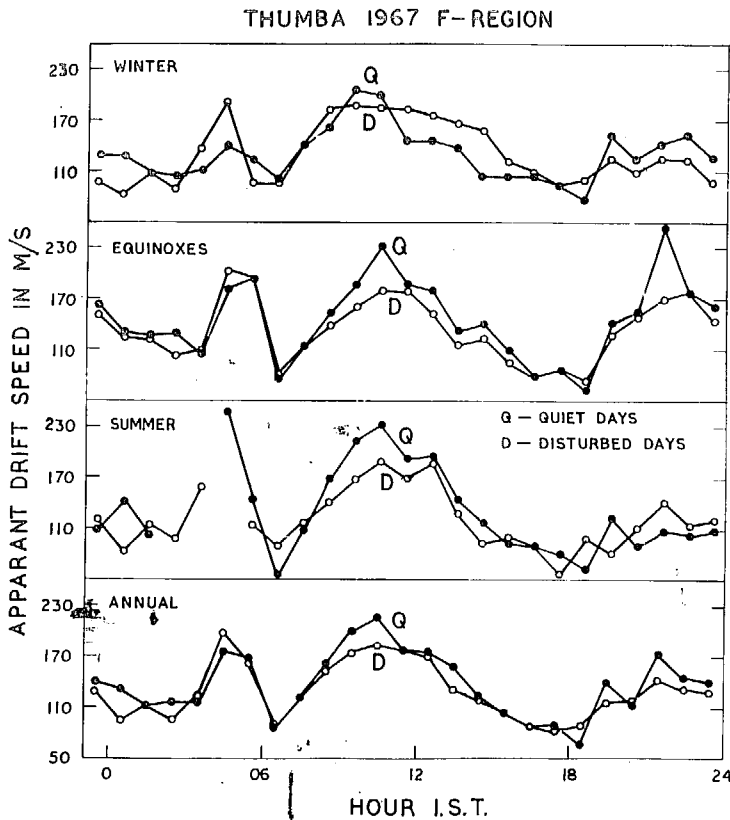 THUMBA 1967 F-REGION
APPARANT DRIFT SPEED IN M/S
230
170
110
WINTER
Q
D
230
170
110
EQUINOXES
Q
D
230
170
110
SUMMER
Q
D
Q — QUIET DAYS
D — DISTURBED DAYS
230
170
110
50
ANNUAL
Q
D
0 06 12 18 24
HOUR I.S.T.